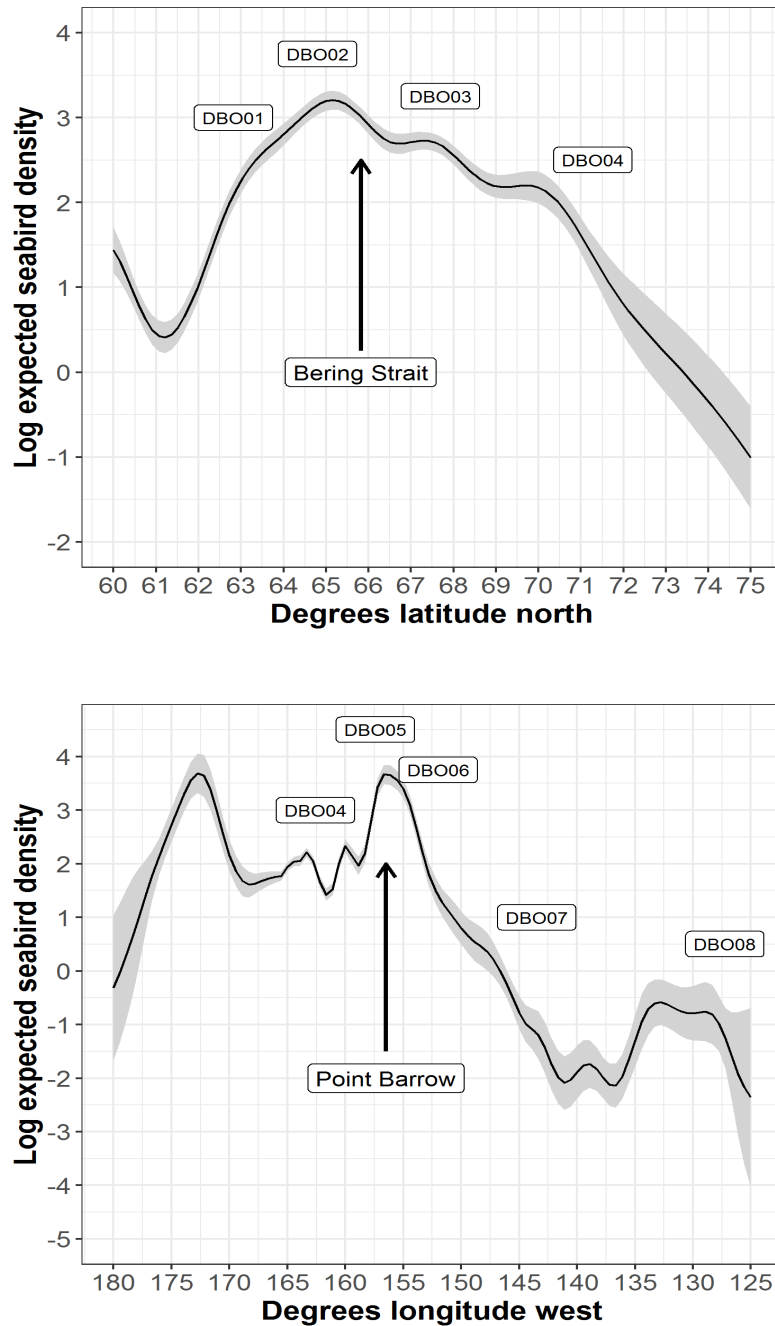 4
DBO02
DBO03
3
DBO01
DBO04
2
1
0
Bering Strait
-1
-2
Log expected seabird density
60 61 62 63 64 65 66 67 68 69 70 71 72 73 74 75
Degrees latitude north
DBO05
4
DBO06
DBO04
3
2
1
DBO07
DBO08
0
-1
-2
Point Barrow
-3
-4
-5
Log expected seabird density
180 175 170 165 160 155 150 145 140 135 130 125
Degrees longitude west